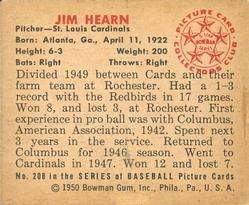 JIM HEARN
Pitcher—St. Louis Cardinals
Born: Atlanta, Ga., April 11, 1922
Height: 6-3 Weight: 200
Bats: Right Throws: Right
PICTURE CARD
COLLECTORS CLUB
Divided 1949 between Cards and their
farm team at Rochester. Had a 1-3
record with the Redbirds in 17 games.
Won 8, and lost 3, at Rochester. First
experience in pro ball was with Columbus,
American Association, 1942. Spent next
3 years in the service. Returned to
Columbus for 1946 season. Went to
Cardinals in 1947. Won 12 and lost 7.
No. 208 in the SERIES OF BASEBALL Picture Cards
©1950 Bowman Gum, Inc., Phila., Pa., U. S. A.